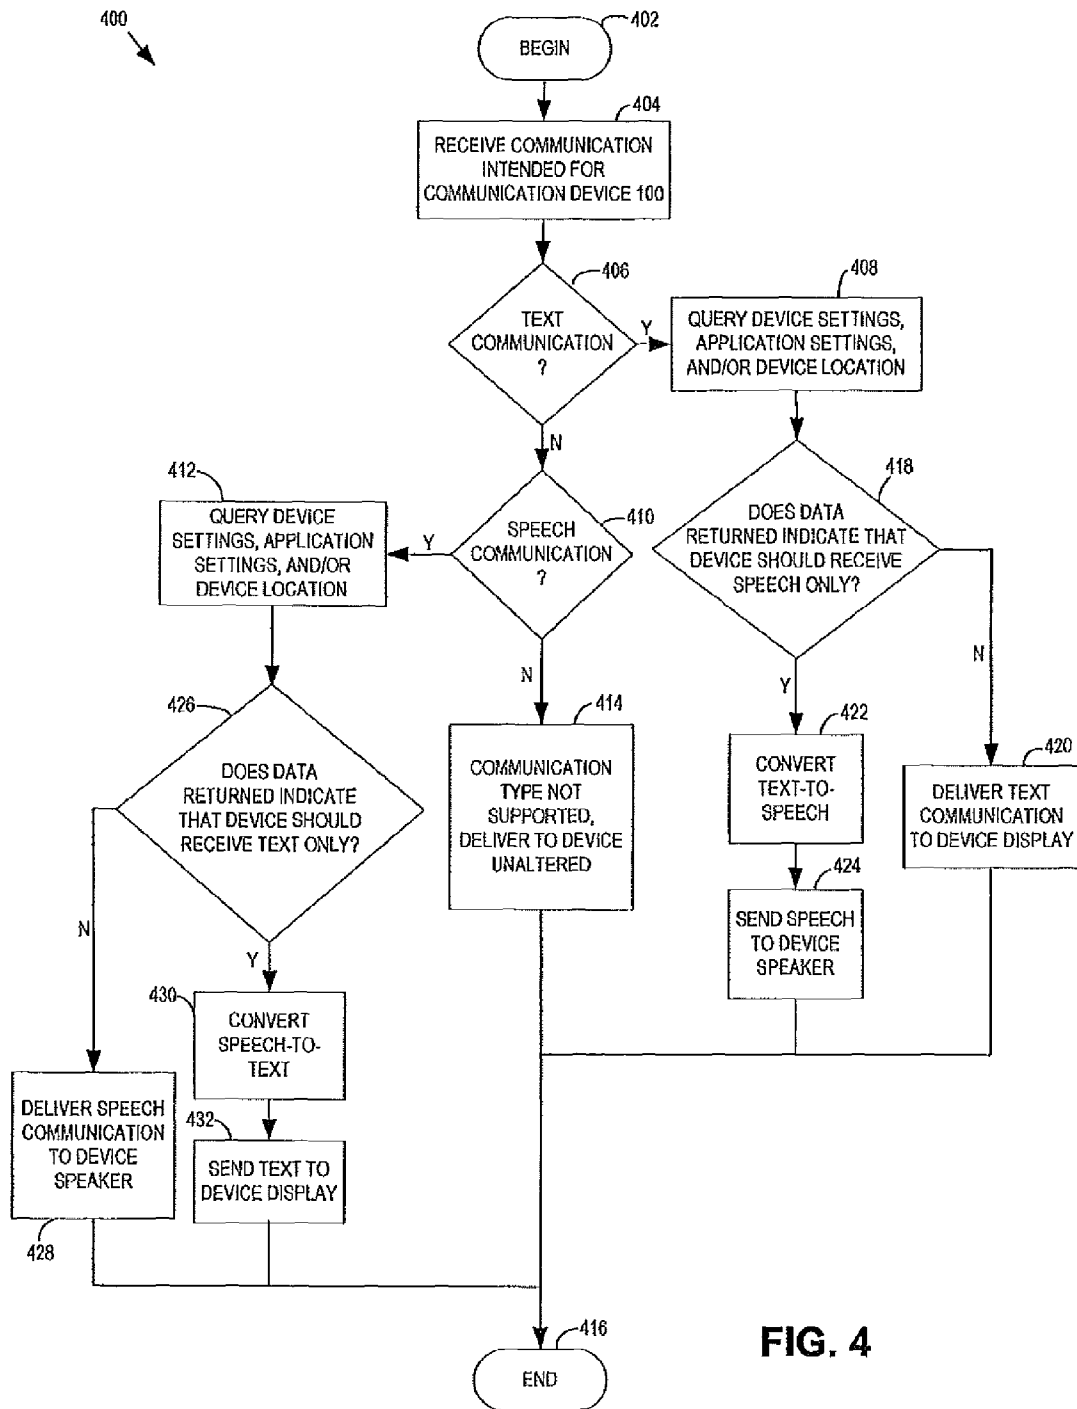 400
402
BEGIN
404
RECEIVE COMMUNICATION
INTENDED FOR
COMMUNICATION DEVICE 100
406
TEXT
COMMUNICATION
?
Y
408
QUERY DEVICE SETTINGS,
APPLICATION SETTINGS,
AND/OR DEVICE LOCATION
N
412
QUERY DEVICE
SETTINGS, APPLICATION
SETTINGS, AND/OR
DEVICE LOCATION
Y
410
SPEECH
COMMUNICATION
?
418
DOES DATA
RETURNED INDICATE THAT
DEVICE SHOULD RECEIVE
SPEECH ONLY?
N
N
Y
426
DOES DATA
RETURNED INDICATE
THAT DEVICE SHOULD
RECEIVE TEXT ONLY?
414
COMMUNICATION
TYPE NOT
SUPPORTED,
DELIVER TO DEVICE
UNALTERED
422
CONVERT
TEXT-TO-
SPEECH
420
DELIVER TEXT
COMMUNICATION
TO DEVICE DISPLAY
424
SEND SPEECH
TO DEVICE
SPEAKER
N
Y
430
CONVERT
SPEECH-TO-
TEXT
DELIVER SPEECH
COMMUNICATION
TO DEVICE
SPEAKER
428
432
SEND TEXT TO
DEVICE DISPLAY
416
END
FIG. 4